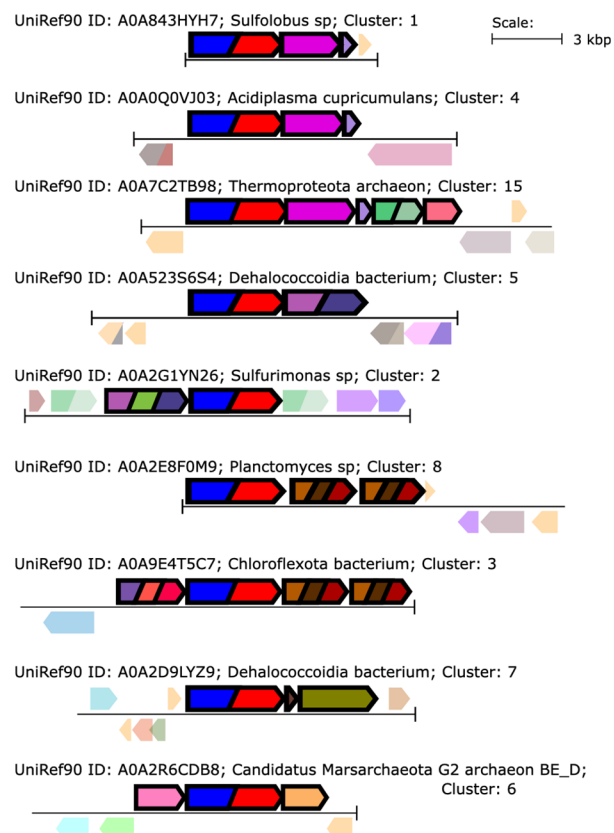 UniRef90 ID: A0A843HYH7; Sulfolobus sp; Cluster: 1
Scale:
3 kbp
UniRef90 ID: A0A0Q0VJ03; Acidiplasma cupricumulans; Cluster: 4
UniRef90 ID: A0A7C2TB98; Thermoproteota archaeon; Cluster: 15
UniRef90 ID: A0A523S6S4; Dehalococcoidia bacterium; Cluster: 5
UniRef90 ID: A0A2G1YN26; Sulfurimonas sp; Cluster: 2
UniRef90 ID: A0A2E8F0M9; Planctomyces sp; Cluster: 8
UniRef90 ID: A0A9E4T5C7; Chloroflexota bacterium; Cluster: 3
UniRef90 ID: A0A2D9LYZ9; Dehalococcoidia bacterium; Cluster: 7
UniRef90 ID: A0A2R6CDB8; Candidatus Marsarchaeota G2 archaeon BE_D;
Cluster: 6